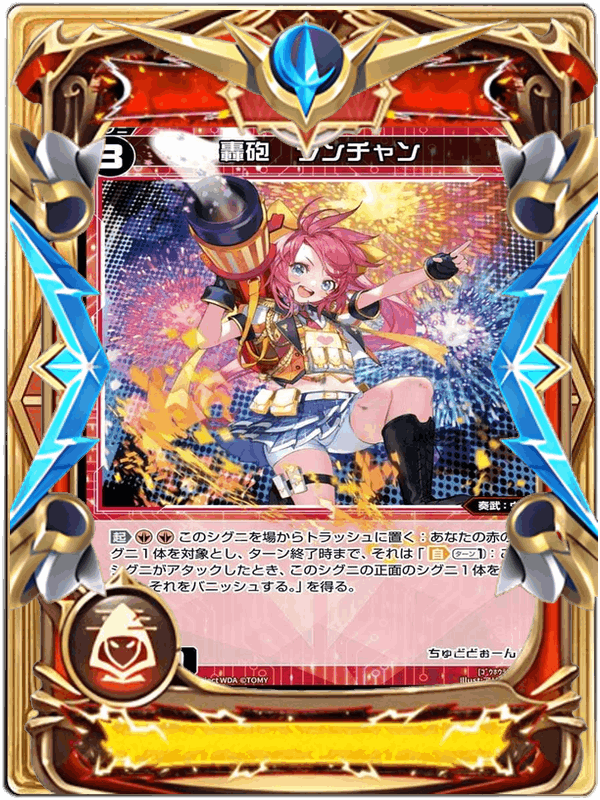 3
轟砲 ランチャン
奏武:ウ
起 このシグニを場からトラッシュに置く:あなたの赤の
グニ1体を対象とし、ターン終了時まで、それは「自 ターン1:こ
シグニがアタックしたとき、このシグニの正面のシグニ1体を
それをバニッシュする。」を得る。
ちゅどどぉーん
ject WDA ©TOMY